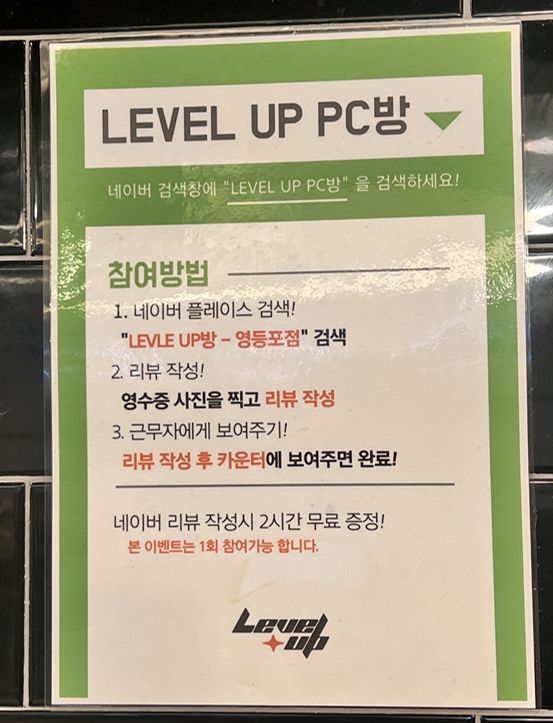 LEVEL UP PC방
네이버 검색창에 "LEVEL UP PC방" 을 검색하세요!
참여방법
1. 네이버 플레이스 검색!
"LEVLE UP방 - 영등포점" 검색
2. 리뷰 작성!
영수증 사진을 찍고 리뷰 작성
3. 근무자에게 보여주기!
리뷰 작성 후 카운터에 보여주면 완료!
네이버 리뷰 작성시 2시간 무료 증정!
본 이벤트는 1회 참여가능 합니다.
Level
up